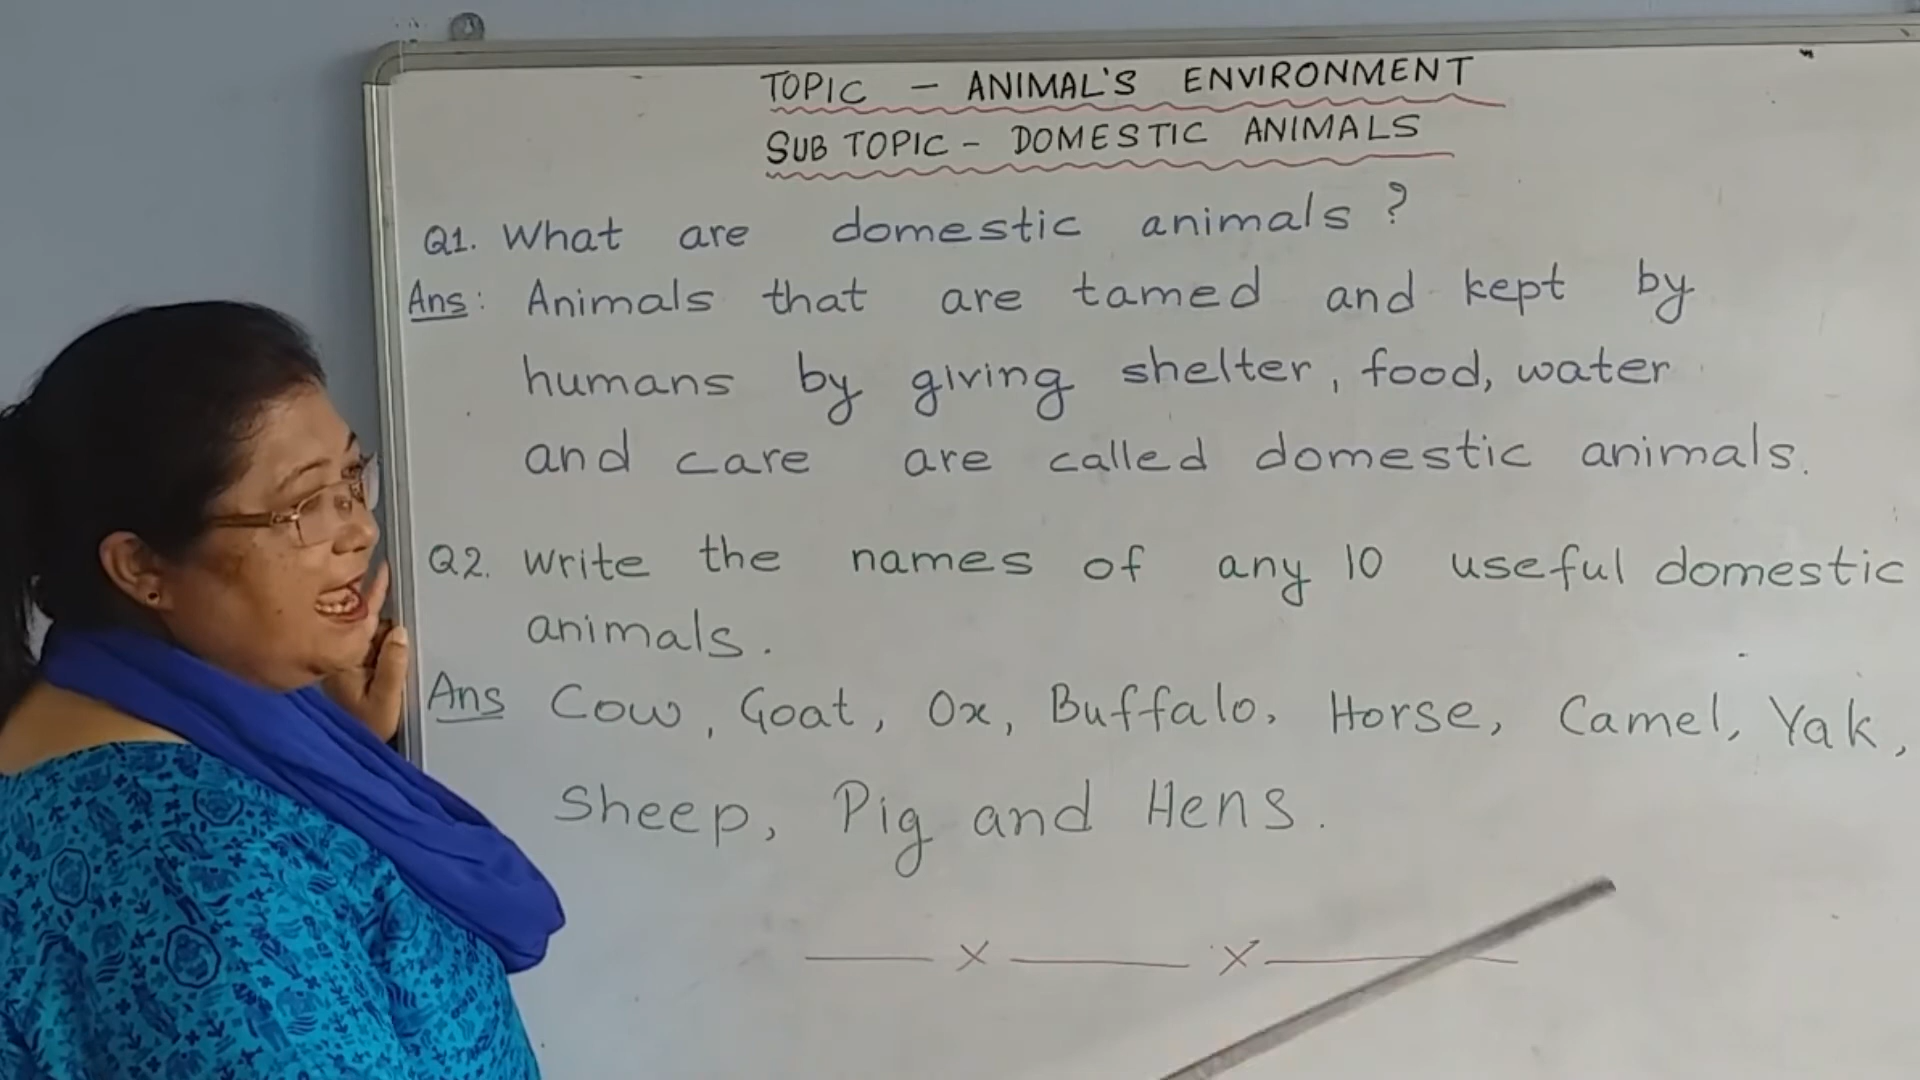 TOPIC - ANIMAL'S ENVIRONMENT
SUB TOPIC - DOMESTIC ANIMALS
Q1. What are domestic animals?
Ans: Animals that are tamed and kept by
humans by giving shelter, food, water
and care are called domestic animals.
Q2. Write the names of any 10 useful domestic
animals.
Ans Cow, Goat, Ox, Buffalo, Horse, Camel, Yak,
Sheep, Pig and Hens.
—— x —— x ——